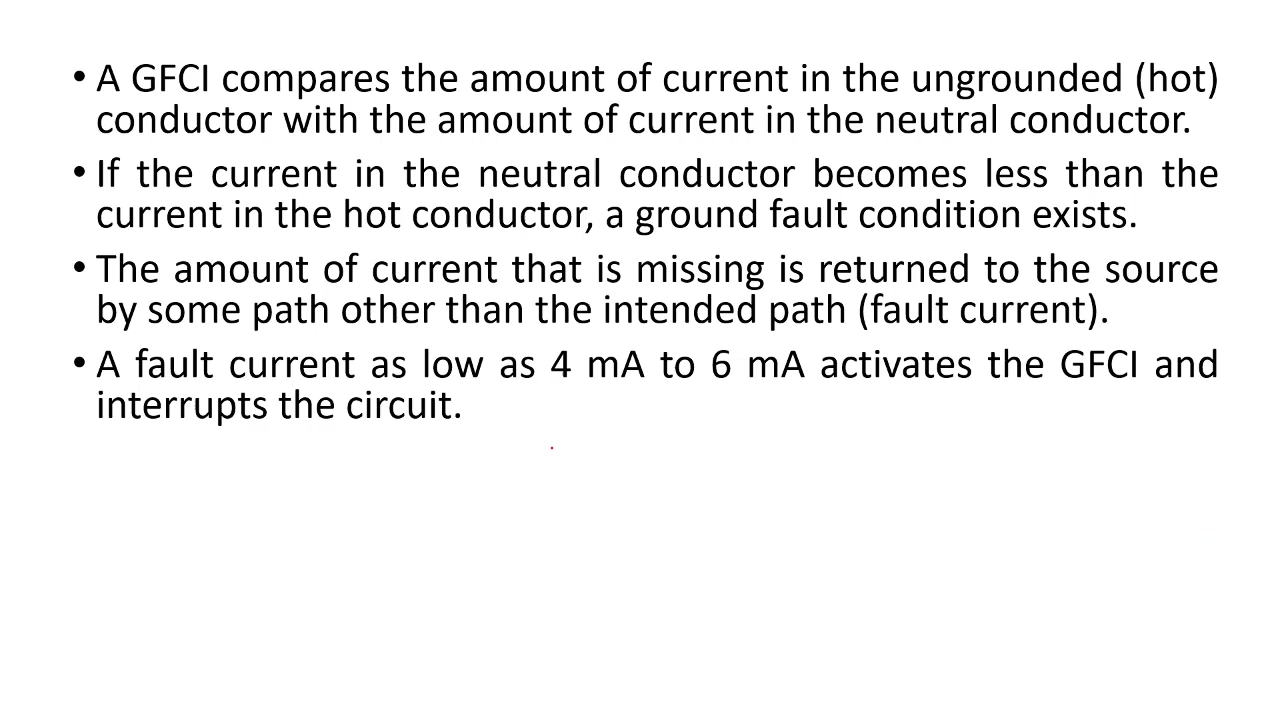 • A GFCI compares the amount of current in the ungrounded (hot)
conductor with the amount of current in the neutral conductor.
• If the current in the neutral conductor becomes less than the
current in the hot conductor, a ground fault condition exists.
• The amount of current that is missing is returned to the source
by some path other than the intended path (fault current).
• A fault current as low as 4 mA to 6 mA activates the GFCI and
interrupts the circuit.